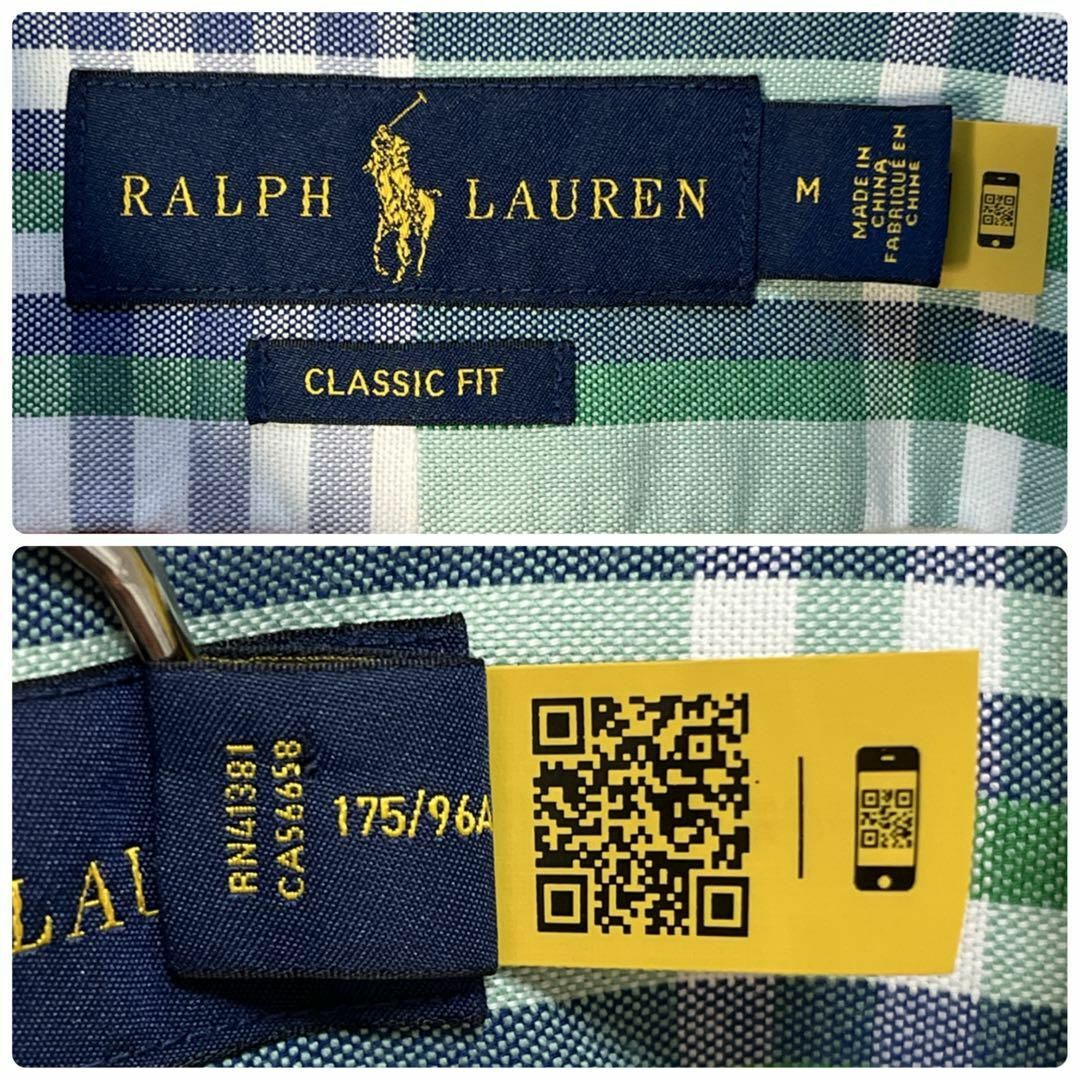 RALPH LAUREN
M
MADE IN
CHINA
FABRIQUÉ EN
CHINE
CLASSIC FIT
LAU
RN41381
CA56658
175/96A